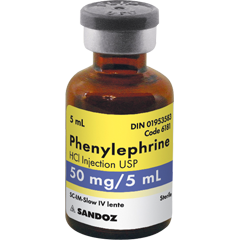 5 mL
DIN 01953583
Code 6181
Phenylephrine
HCl Injection USP
50 mg/5 mL
SC-IM-Slow IV lente
Sterile
SANDOZ